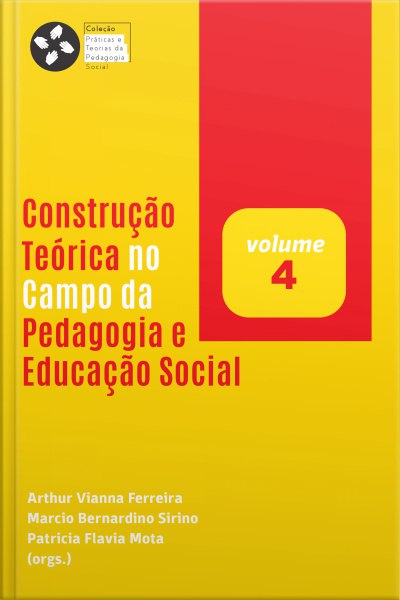 Coleção
Práticas e
Teorias da
Pedagogia
Social
Construção
Teórica no
Campo da
Pedagogia e
Educação Social
volume
4
Arthur Vianna Ferreira
Marcio Bernardino Sirino
Patricia Flavia Mota
(orgs.)